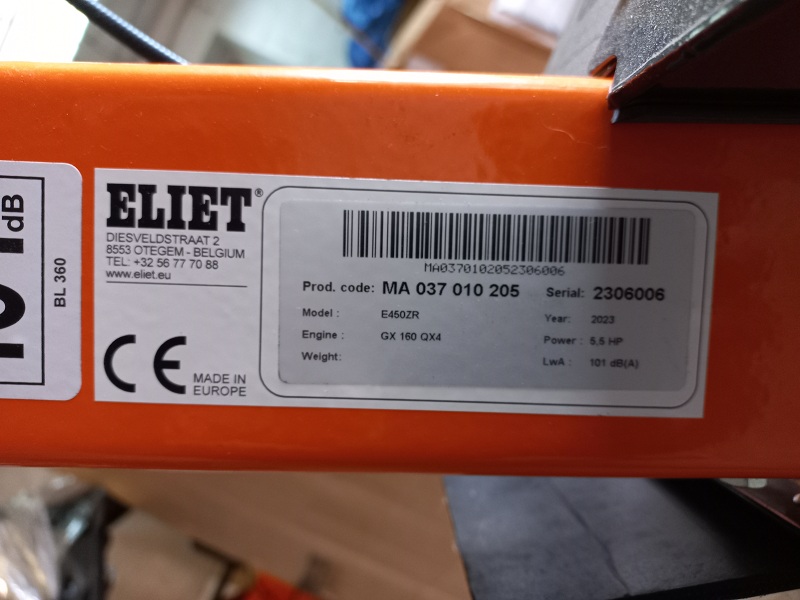 ELIET®
DIESVELDSTRAAT 2
8553 OTEGEM - BELGIUM
TEL: +32 56 77 70 88
www.eliet.eu
CE
MADE IN
EUROPE
MA0370102052306006
Prod. code: MA 037 010 205 Serial: 2306006
Model : E450ZR Year: 2023
Engine : GX 160 QX4 Power : 5,5 HP
Weight: LwA : 101 dB(A)
dB
BL 360